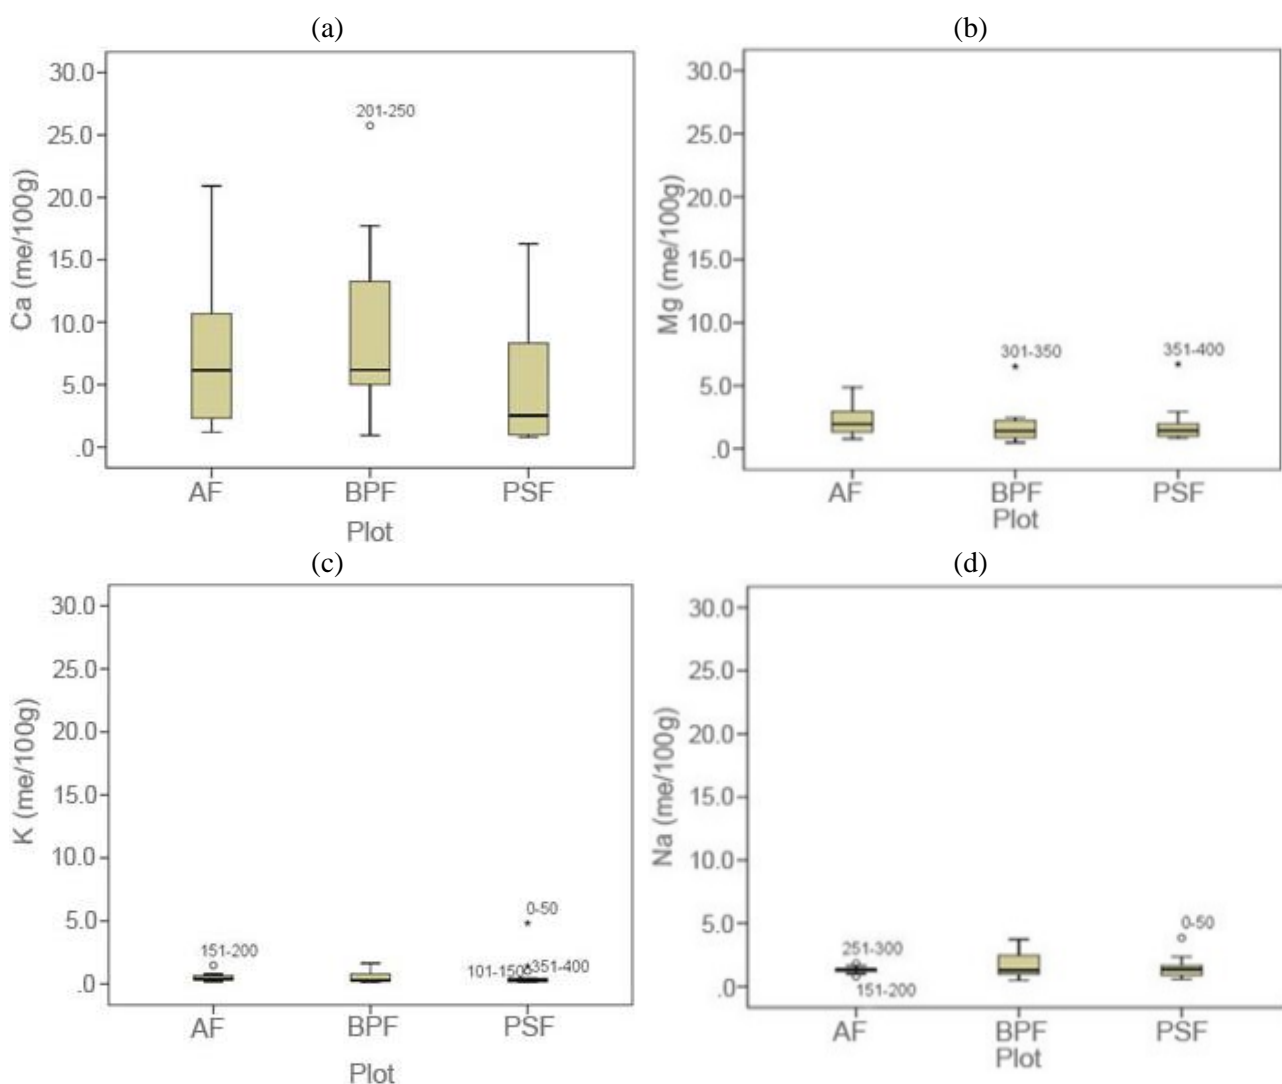 (a)
30.0
25.0
20.0
15.0
10.0
5.0
.0
Ca (me/100g)
201-250
AF BPF PSF
Plot
(b)
30.0
25.0
20.0
15.0
10.0
5.0
.0
Mg (me/100g)
301-350
351-400
AF BPF PSF
Plot
(c)
30.0
25.0
20.0
15.0
10.0
5.0
.0
K (me/100g)
151-200
0-50
101-150
351-400
AF BPF PSF
Plot
(d)
30.0
25.0
20.0
15.0
10.0
5.0
.0
Na (me/100g)
251-300
151-200
0-50
AF BPF PSF
Plot